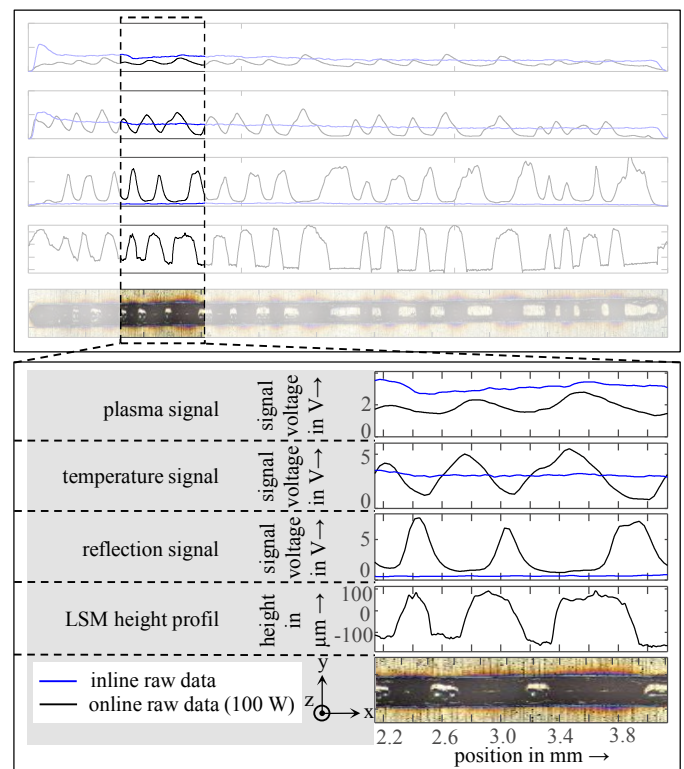 plasma signal
signal
voltage
in V→
2
0
temperature signal
signal
voltage
in V→
5
0
reflection signal
signal
voltage
in V→
5
0
LSM height profil
height
in
µm →
100
0
-100
inline raw data
online raw data (100 W)
y
z
x
2.2 2.6 3.0 3.4 3.8
position in mm →